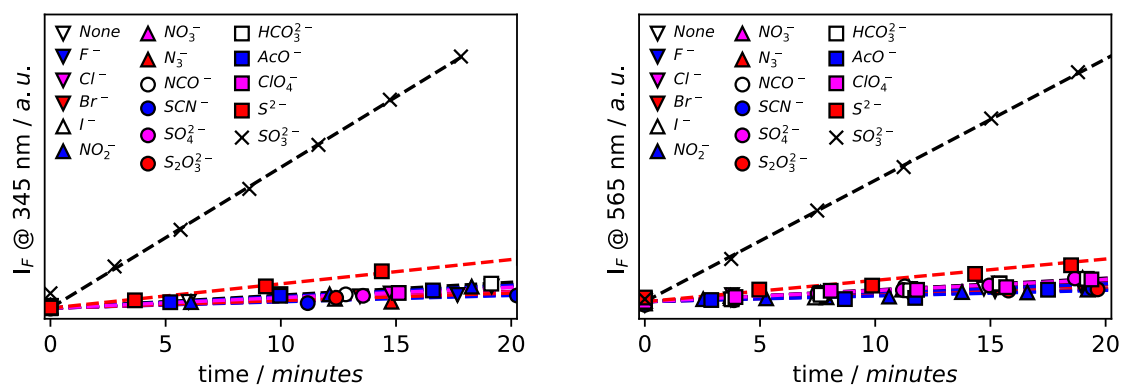 I_F @ 345 nm / a. u.
None
F⁻
Cl⁻
Br⁻
I⁻
NO₂⁻
NO₃⁻
N₃⁻
NCO⁻
SCN⁻
SO₄²⁻
S₂O₃²⁻
HCO₃²⁻
AcO⁻
ClO₄⁻
S²⁻
SO₃²⁻
0 5 10 15 20
time / minutes
I_F @ 565 nm / a. u.
None
F⁻
Cl⁻
Br⁻
I⁻
NO₂⁻
NO₃⁻
N₃⁻
NCO⁻
SCN⁻
SO₄²⁻
S₂O₃²⁻
HCO₃²⁻
AcO⁻
ClO₄⁻
S²⁻
SO₃²⁻
0 5 10 15 20
time / minutes